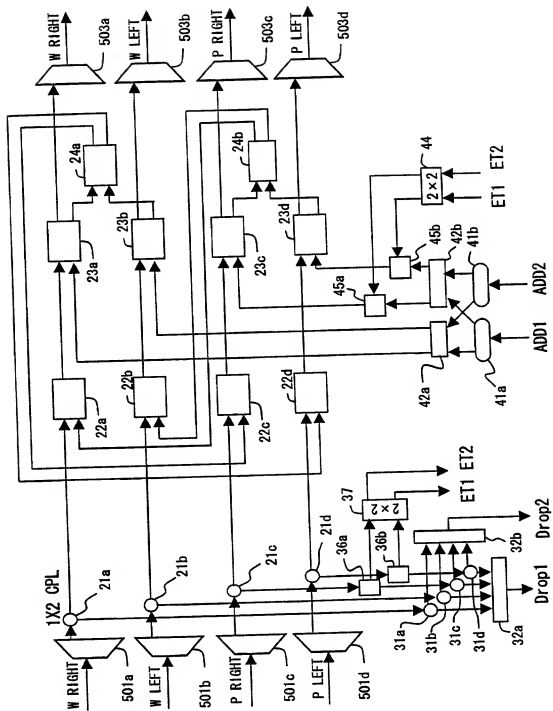 W RIGHT
503a
W LEFT
503b
P RIGHT
503c
P LEFT
503d
24a
24b
23a
23b
23c
23d
44
2×2
ET1
ET2
45a
45b
42b
41b
42a
41a
ADD1
ADD2
22a
22b
22c
22d
1X2 CPL
21a
21b
21c
21d
36a
36b
37
2×2
ET1
ET2
31a
31b
31c
31d
32a
32b
Drop1
Drop2
W RIGHT
501a
W LEFT
501b
P RIGHT
501c
P LEFT
501d